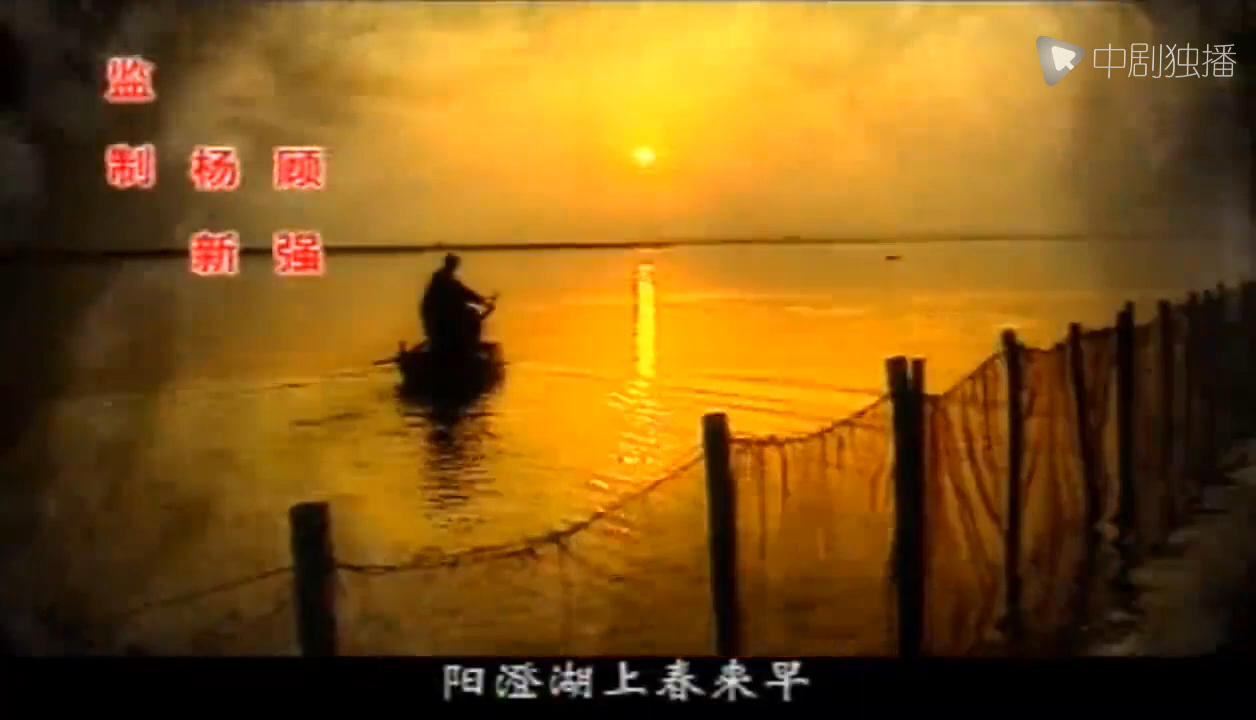 监制
杨新
顾强
中剧独播
阳澄湖上春来早